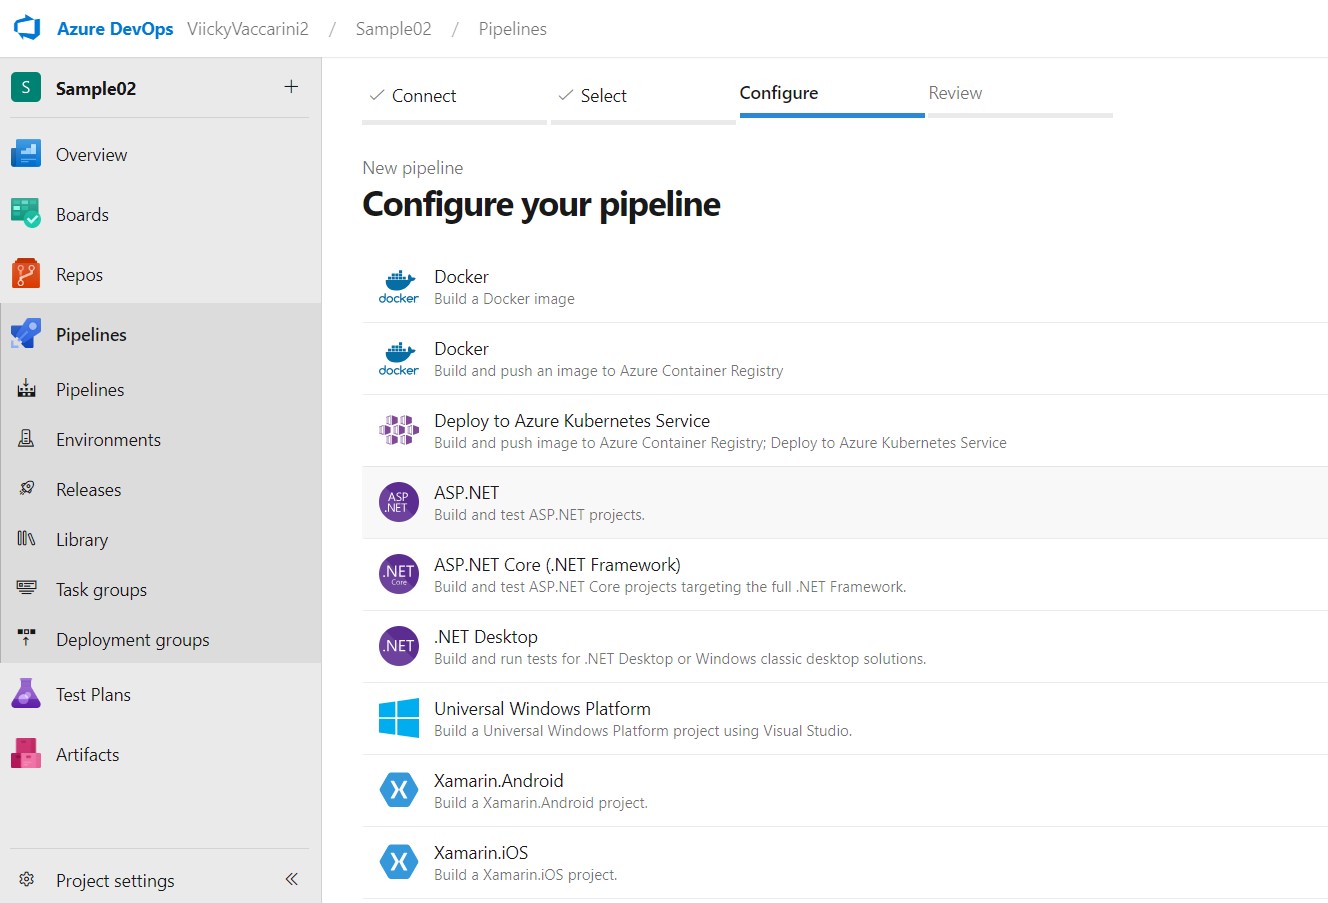 Azure DevOps ViickyVaccarini2 / Sample02 / Pipelines
S Sample02 +
Overview
Boards
Repos
Pipelines
Pipelines
Environments
Releases
Library
Task groups
Deployment groups
Test Plans
Artifacts
Project settings
Connect Select Configure Review
New pipeline
Configure your pipeline
docker
Docker
Build a Docker image
docker
Docker
Build and push an image to Azure Container Registry
Deploy to Azure Kubernetes Service
Build and push image to Azure Container Registry; Deploy to Azure Kubernetes Service
ASP
.NET
ASP.NET
Build and test ASP.NET projects.
.NET
Core
ASP.NET Core (.NET Framework)
Build and test ASP.NET Core projects targeting the full .NET Framework.
.NET
.NET Desktop
Build and run tests for .NET Desktop or Windows classic desktop solutions.
Universal Windows Platform
Build a Universal Windows Platform project using Visual Studio.
X
Xamarin.Android
Build a Xamarin.Android project.
X
Xamarin.iOS
Build a Xamarin.iOS project.